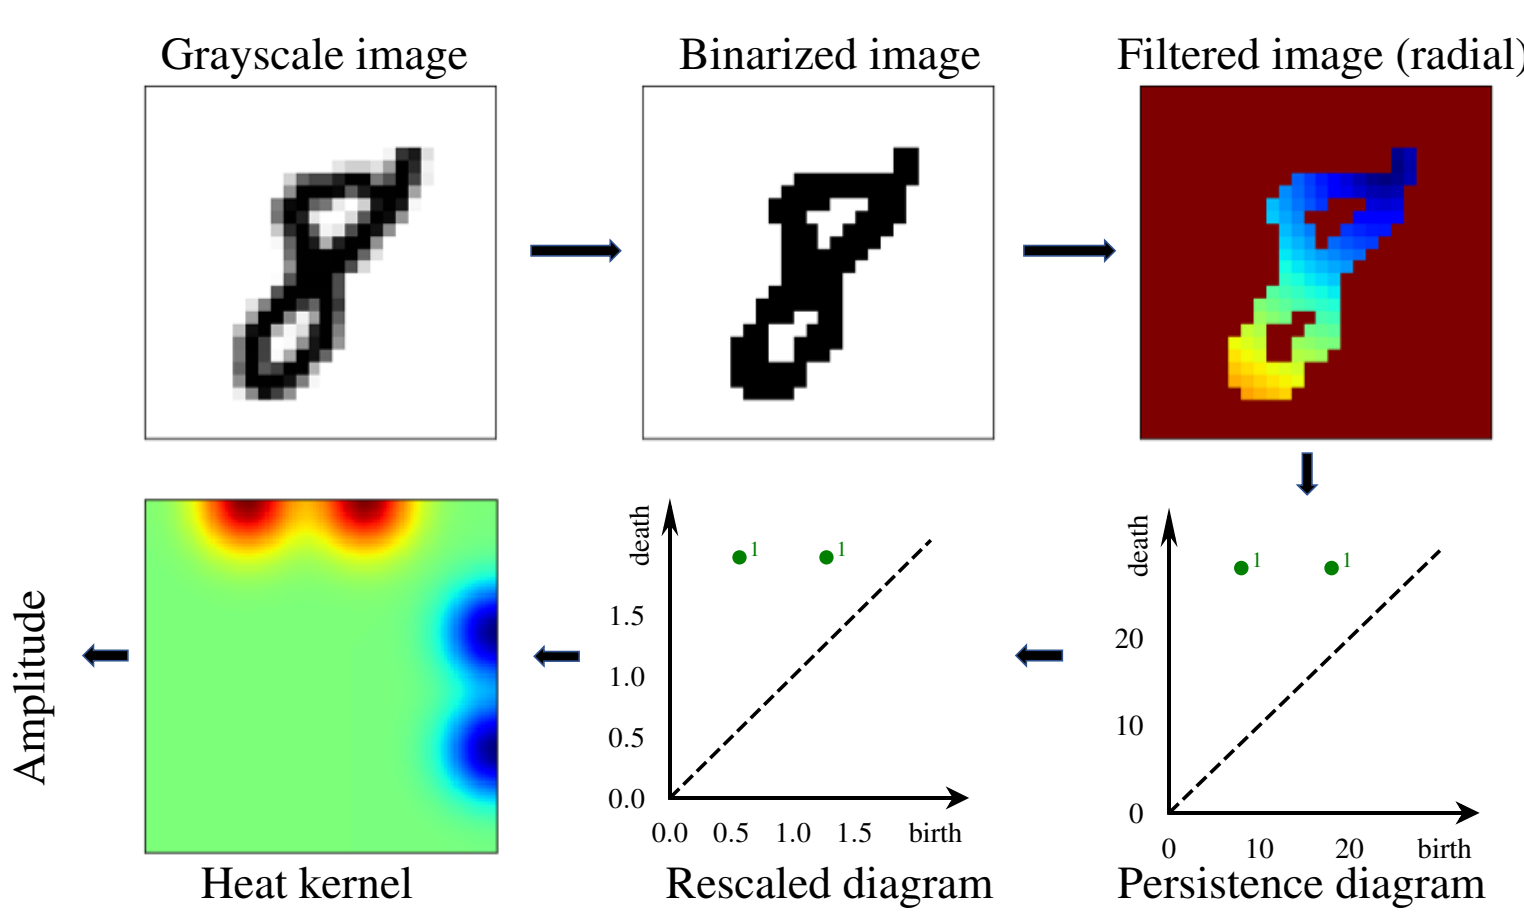 Grayscale image
Binarized image
Filtered image (radial)
Amplitude
Heat kernel
death
1 1
1.5
1.0
0.5
0.0
0.0 0.5 1.0 1.5 birth
Rescaled diagram
death
1 1
20
10
0
0 10 20 birth
Persistence diagram